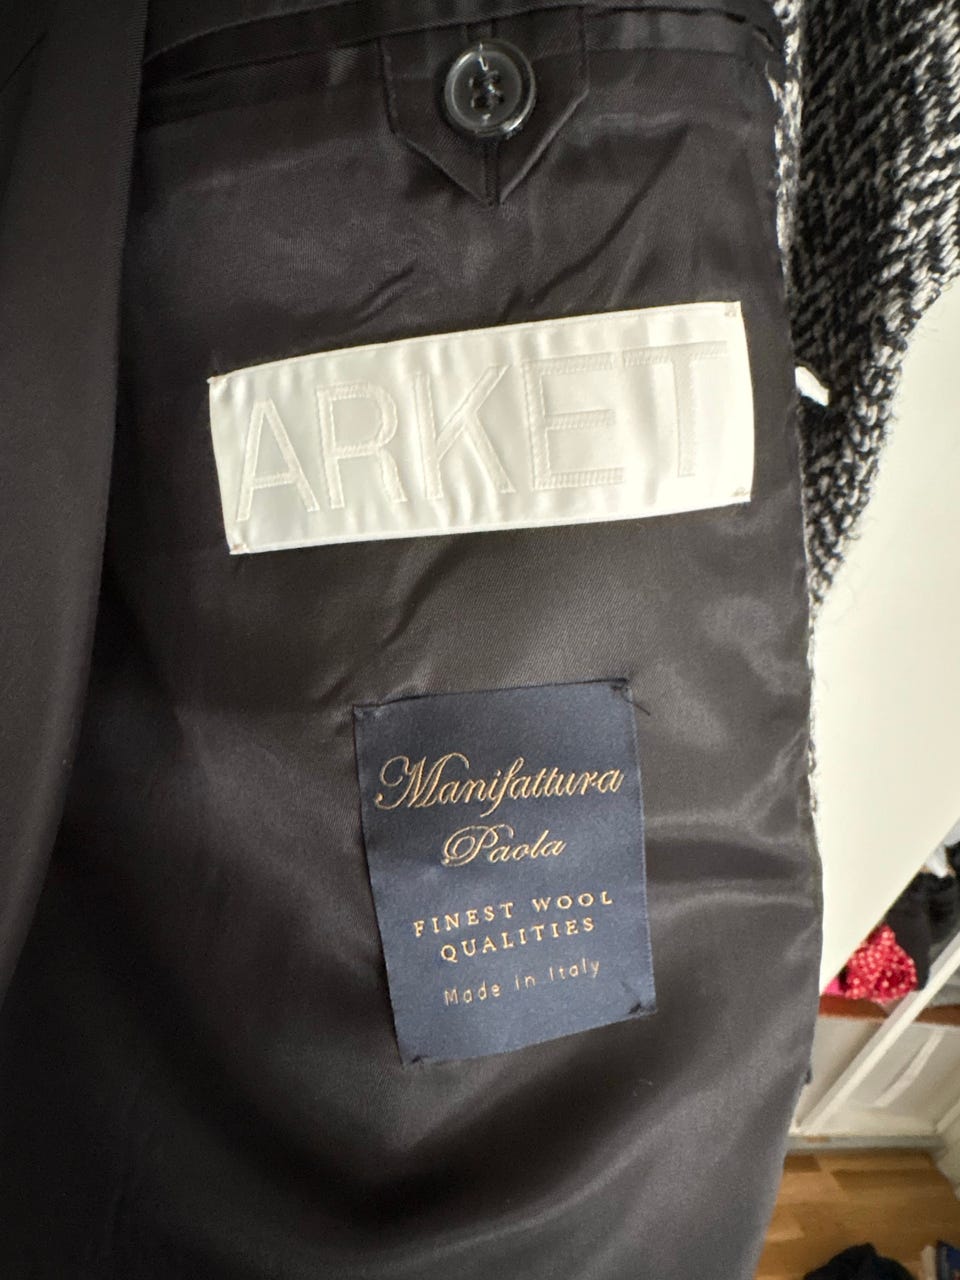 ARKET
Manifattura
Paola
FINEST WOOL
QUALITIES
Made in Italy